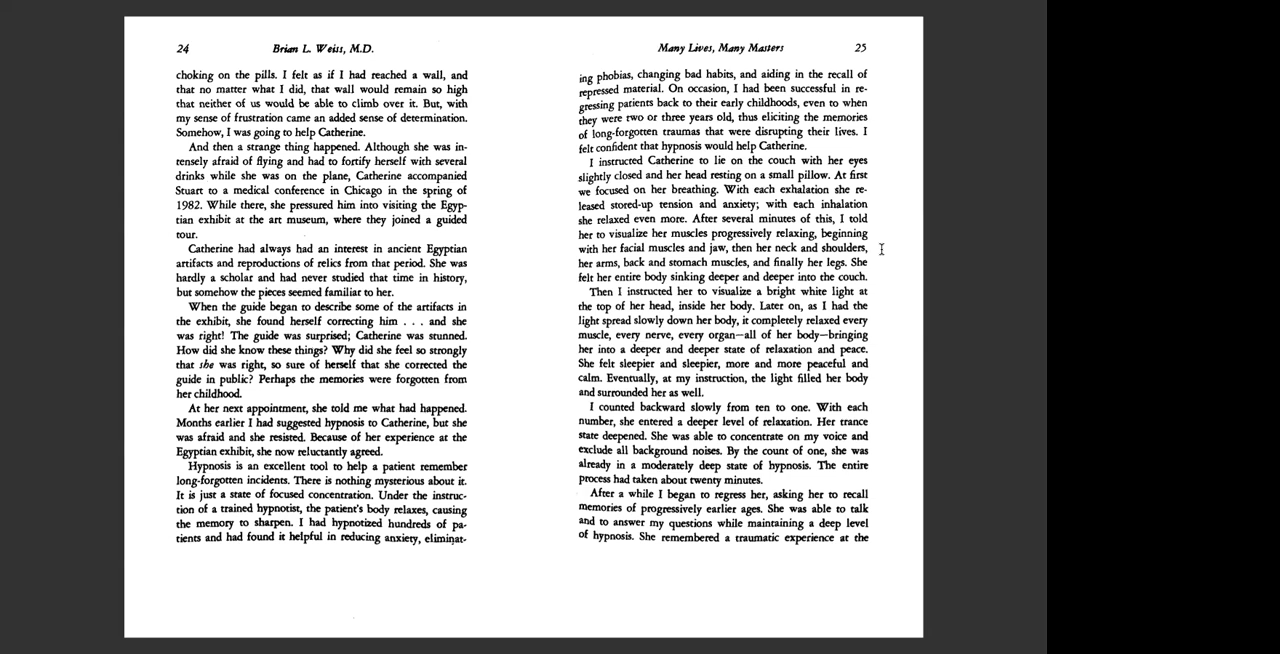 24 Brian L. Weiss, M.D.
choking on the pills. I felt as if I had reached a wall, and
that no matter what I did, that wall would remain so high
that neither of us would be able to climb over it. But, with
my sense of frustration came an added sense of determination.
Somehow, I was going to help Catherine.
And then a strange thing happened. Although she was in-
tensely afraid of flying and had to fortify herself with several
drinks while she was on the plane, Catherine accompanied
Stuart to a medical conference in Chicago in the spring of
1982. While there, she pressured him into visiting the Egyp-
tian exhibit at the art museum, where they joined a guided
tour.
Catherine had always had an interest in ancient Egyptian
artifacts and reproductions of relics from that period. She was
hardly a scholar and had never studied that time in history,
but somehow the pieces seemed familiar to her.
When the guide began to describe some of the artifacts in
the exhibit, she found herself correcting him . . . and she
was right! The guide was surprised; Catherine was stunned.
How did she know these things? Why did she feel so strongly
that she was right, so sure of herself that she corrected the
guide in public? Perhaps the memories were forgotten from
her childhood.
At her next appointment, she told me what had happened.
Months earlier I had suggested hypnosis to Catherine, but she
was afraid and she resisted. Because of her experience at the
Egyptian exhibit, she now reluctantly agreed.
Hypnosis is an excellent tool to help a patient remember
long-forgotten incidents. There is nothing mysterious about it.
It is just a state of focused concentration. Under the instruc-
tion of a trained hypnotist, the patient's body relaxes, causing
the memory to sharpen. I had hypnotized hundreds of pa-
tients and had found it helpful in reducing anxiety, eliminat-
Many Lives, Many Masters 25
ing phobias, changing bad habits, and aiding in the recall of
repressed material. On occasion, I had been successful in re-
gressing patients back to their early childhoods, even to when
they were two or three years old, thus eliciting the memories
of long-forgotten traumas that were disrupting their lives. I
felt confident that hypnosis would help Catherine.
I instructed Catherine to lie on the couch with her eyes
slightly closed and her head resting on a small pillow. At first
we focused on her breathing. With each exhalation she re-
leased stored-up tension and anxiety; with each inhalation
she relaxed even more. After several minutes of this, I told
her to visualize her muscles progressively relaxing, beginning
with her facial muscles and jaw, then her neck and shoulders,
her arms, back and stomach muscles, and finally her legs. She
felt her entire body sinking deeper and deeper into the couch.
Then I instructed her to visualize a bright white light at
the top of her head, inside her body. Later on, as I had the
light spread slowly down her body, it completely relaxed every
muscle, every nerve, every organ—all of her body—bringing
her into a deeper and deeper state of relaxation and peace.
She felt sleepier and sleepier, more and more peaceful and
calm. Eventually, at my instruction, the light filled her body
and surrounded her as well.
I counted backward slowly from ten to one. With each
number, she entered a deeper level of relaxation. Her trance
state deepened. She was able to concentrate on my voice and
exclude all background noises. By the count of one, she was
already in a moderately deep state of hypnosis. The entire
process had taken about twenty minutes.
After a while I began to regress her, asking her to recall
memories of progressively earlier ages. She was able to talk
and to answer my questions while maintaining a deep level
of hypnosis. She remembered a traumatic experience at the